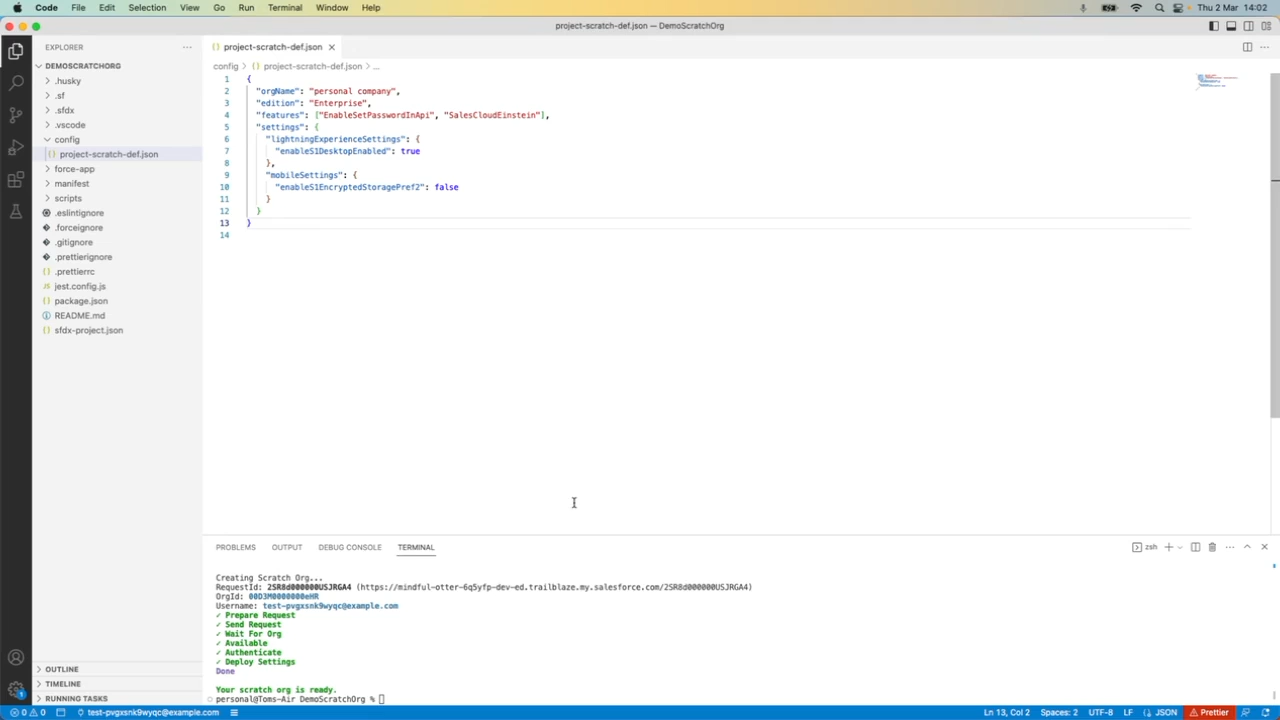 Code File Edit Selection View Go Run Terminal Window Help Thu 2 Mar 14:02
project-scratch-def.json — DemoScratchOrg
EXPLORER ···
project-scratch-def.json
DEMOSCRATCHORG
config > {} project-scratch-def.json > ...
.husky
.sf
.sfdx
.vscode
config
project-scratch-def.json
force-app
manifest
scripts
.eslintignore
.forceignore
.gitignore
.prettierignore
.prettierrc
jest.config.js
package.json
README.md
sfdx-project.json
OUTLINE
TIMELINE
RUNNING TASKS
1 {
2 "orgName": "personal company",
3 "edition": "Enterprise",
4 "features": ["EnableSetPasswordInApi", "SalesCloudEinstein"],
5 "settings": {
6 "lightningExperienceSettings": {
7 "enableS1DesktopEnabled": true
8 },
9 "mobileSettings": {
10 "enableS1EncryptedStoragePref2": false
11 }
12 }
13 }
14
PROBLEMS OUTPUT DEBUG CONSOLE TERMINAL zsh
Creating Scratch Org...
RequestId: 2SR8d000000USJRGA4 (https://mindful-otter-6q5yfp-dev-ed.trailblaze.my.salesforce.com/2SR8d000000USJRGA4)
OrgId: 00D3M0000000eHR
Username: test-pvgxsnk9wyqc@example.com
✓ Prepare Request
✓ Send Request
✓ Wait For Org
✓ Available
✓ Authenticate
✓ Deploy Settings
Done
Your scratch org is ready.
personal@Toms-Air DemoScratchOrg %
0 0 test-pvgxsnk9wyqc@example.com Ln 13, Col 2 Spaces: 2 UTF-8 LF {} JSON Prettier